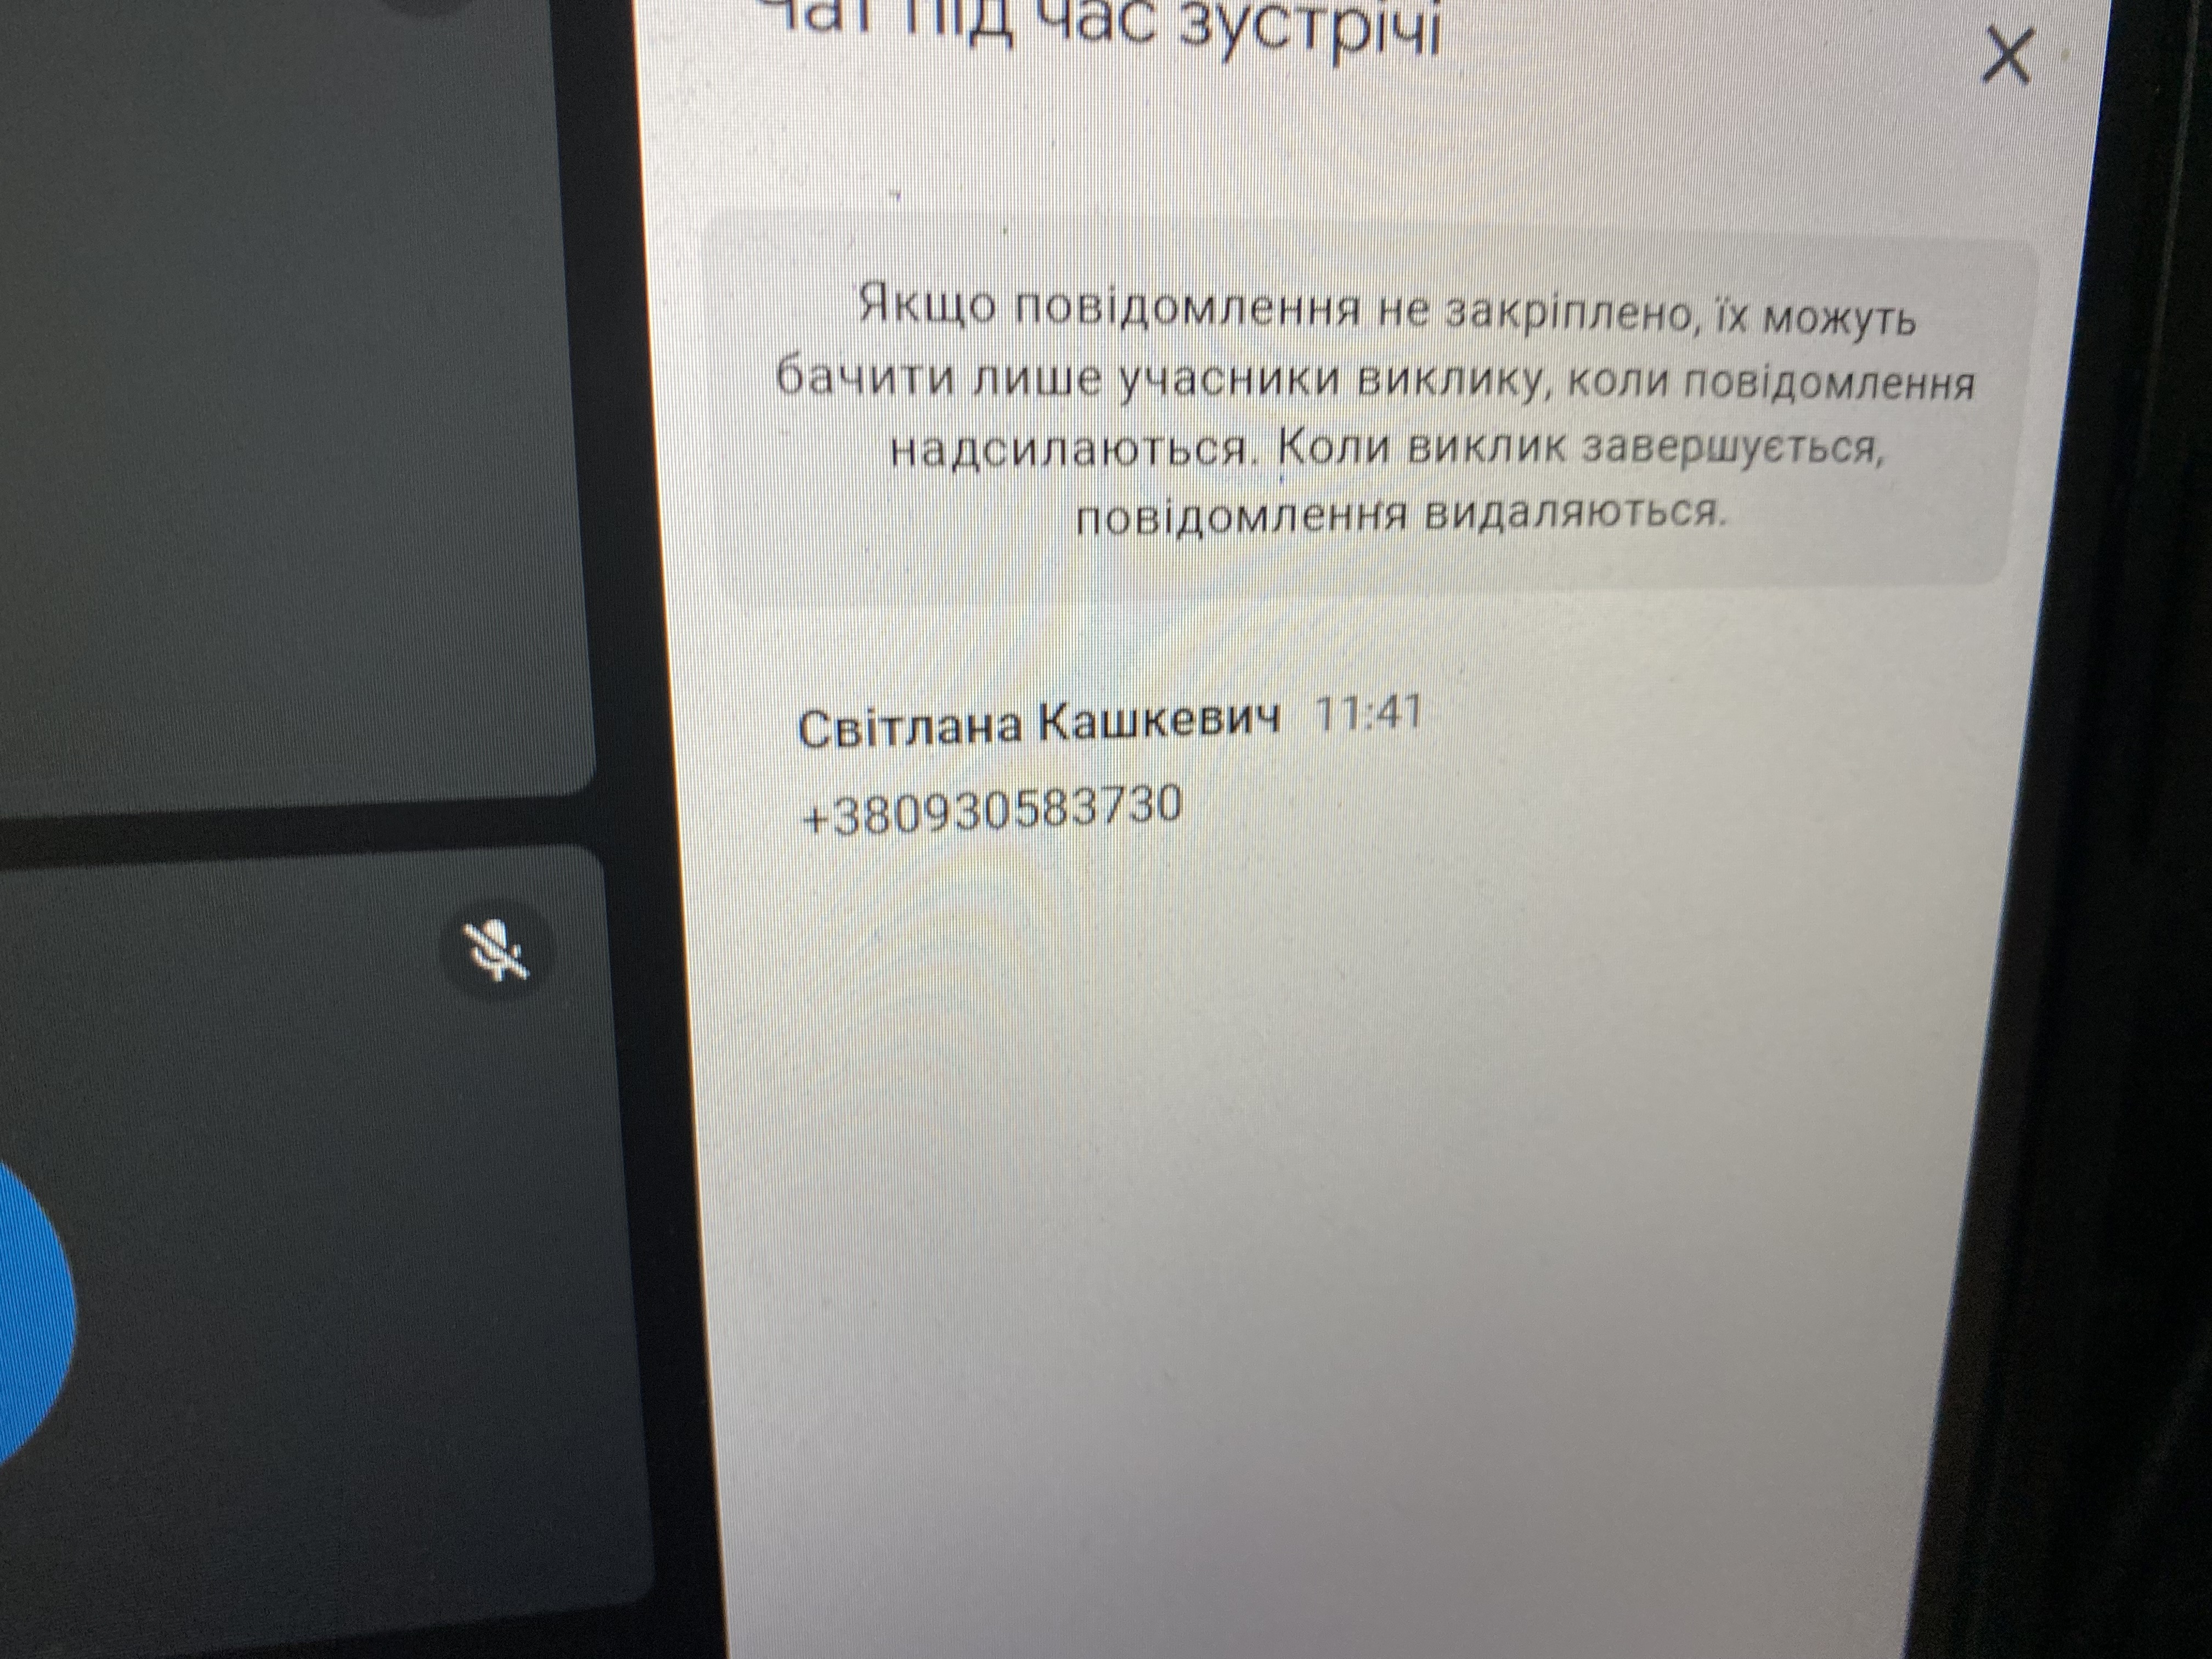 Чат під час зустрічі
Якщо повідомлення не закріплено, їх можуть
бачити лише учасники виклику, коли повідомлення
надсилаються. Коли виклик завершується,
повідомлення видаляються.
Світлана Кашкевич 11:41
+380930583730